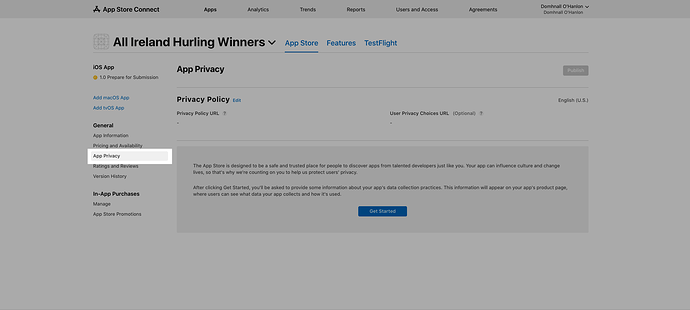 App Store Connect Apps Analytics Trends Reports Users and Access Agreements Domhnall O'Hanlon
Domhnall O'Hanlon
All Ireland Hurling Winners App Store Features TestFlight
iOS App
1.0 Prepare for Submission
Add macOS App
Add tvOS App
General
App Information
Pricing and Availability
App Privacy
Ratings and Reviews
Version History
In-App Purchases
Manage
App Store Promotions
App Privacy Publish
Privacy Policy Edit English (U.S.)
Privacy Policy URL ? User Privacy Choices URL (Optional) ?
- -
The App Store is designed to be a safe and trusted place for people to discover apps from talented developers just like you. Your app can influence culture and change
lives, so that's why we're counting on you to help us protect users' privacy.
After clicking Get Started, you'll be asked to provide some information about your app's data collection practices. This information will appear on your app's product page,
where users can see what data your app collects and how it's used.
Get Started